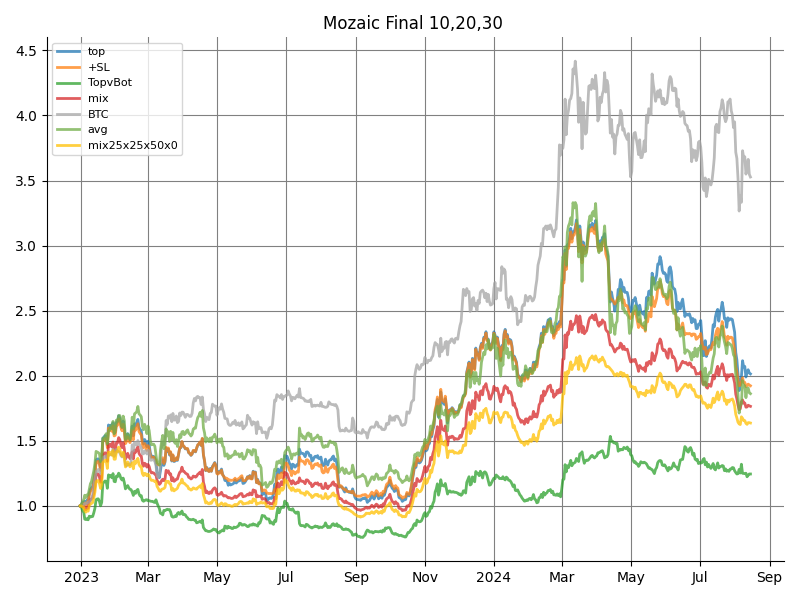 Mozaic Final 10,20,30
top
+SL
TopvBot
mix
BTC
avg
mix25x25x50x0
4.5
4.0
3.5
3.0
2.5
2.0
1.5
1.0
2023 Mar May Jul Sep Nov 2024 Mar May Jul Sep